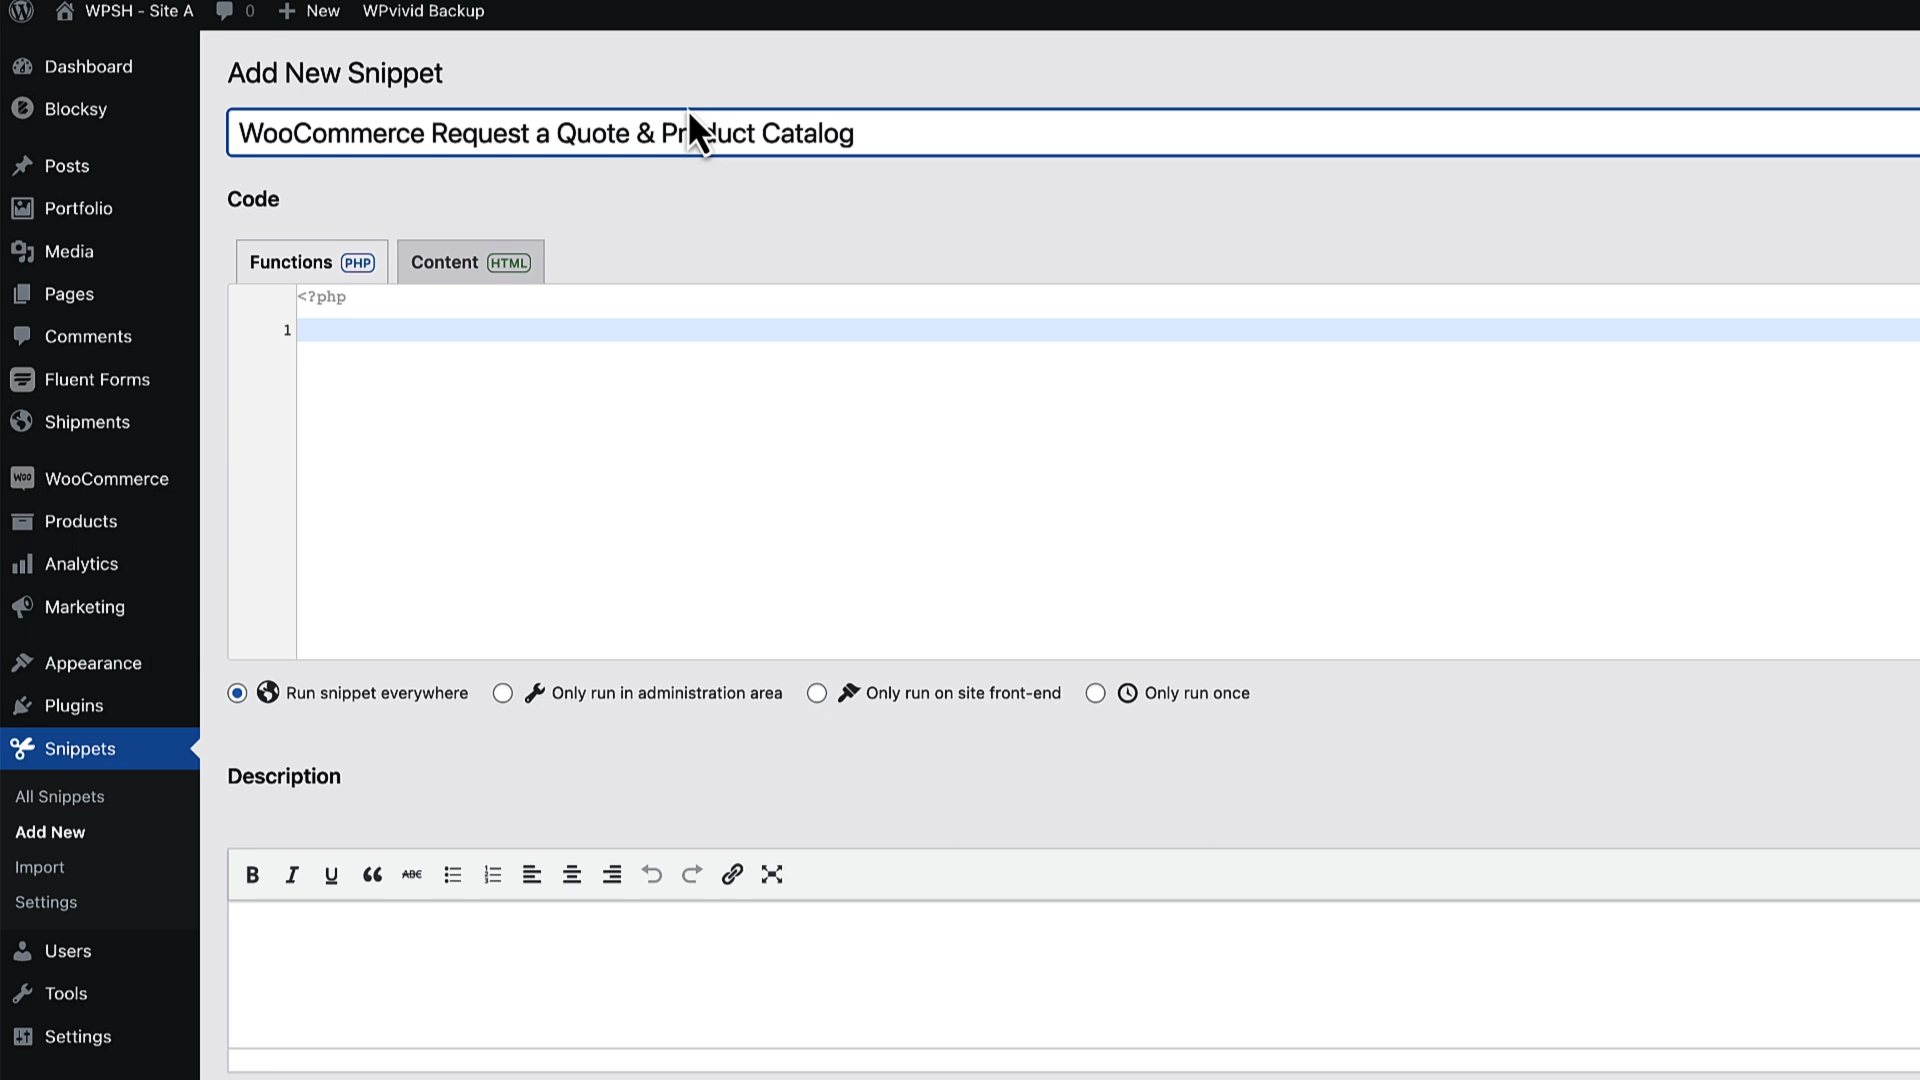 WPSH - Site A 0 New WPvivid Backup
Dashboard
Blocksy
Posts
Portfolio
Media
Pages
Comments
Fluent Forms
Shipments
WOO WooCommerce
Products
Analytics
Marketing
Appearance
Plugins
Snippets
All Snippets
Add New
Import
Settings
Users
Tools
Settings
Add New Snippet
WooCommerce Request a Quote & Product Catalog
Code
Functions PHP Content HTML
<?php
1
Run snippet everywhere Only run in administration area Only run on site front-end Only run once
Description
B I U ABC